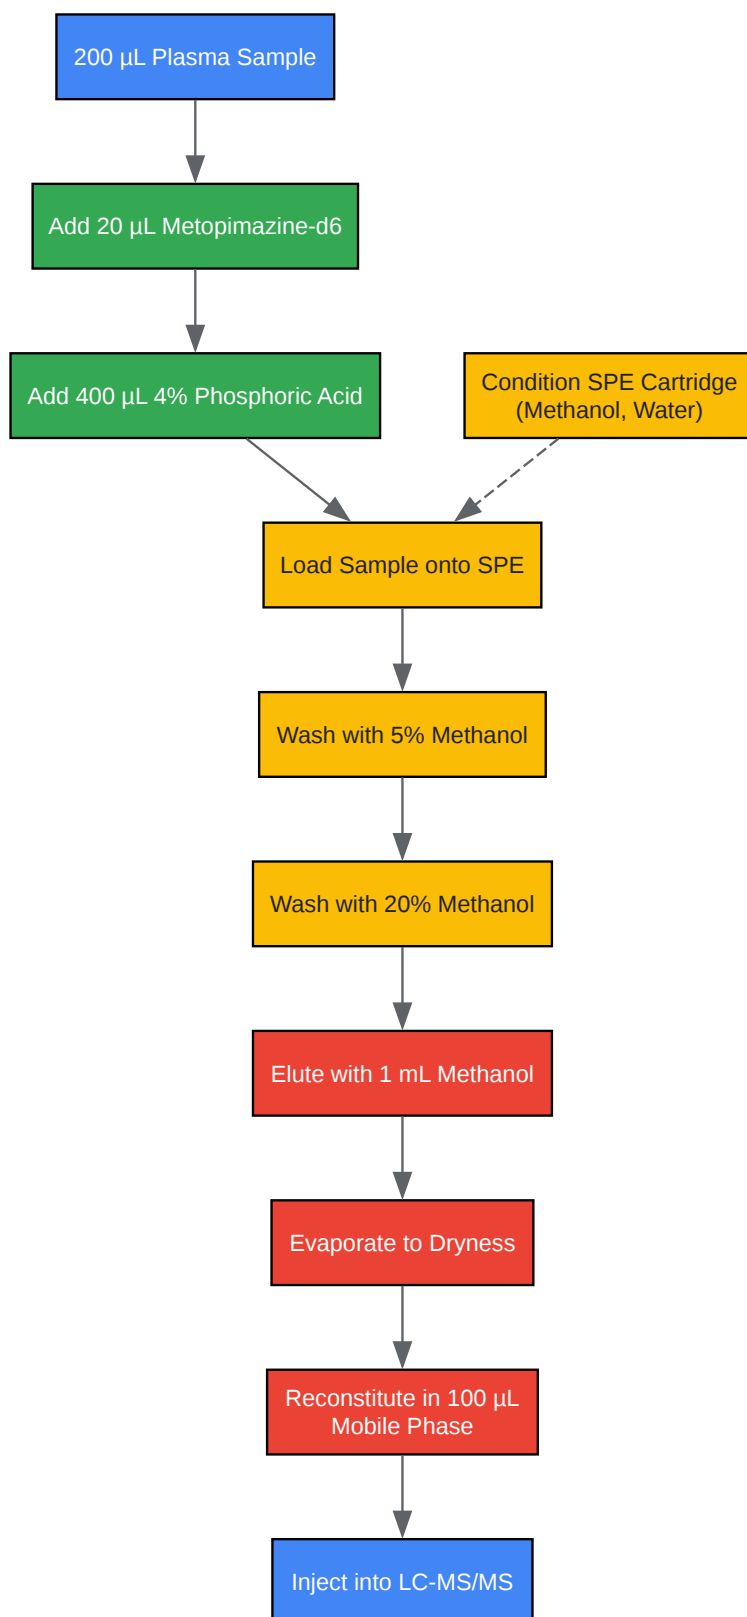 200 µL Plasma Sample
Add 20 µL Metopimazine-d6
Add 400 µL 4% Phosphoric Acid
Condition SPE Cartridge
(Methanol, Water)
Load Sample onto SPE
Wash with 5% Methanol
Wash with 20% Methanol
Elute with 1 mL Methanol
Evaporate to Dryness
Reconstitute in 100 µL
Mobile Phase
Inject into LC-MS/MS